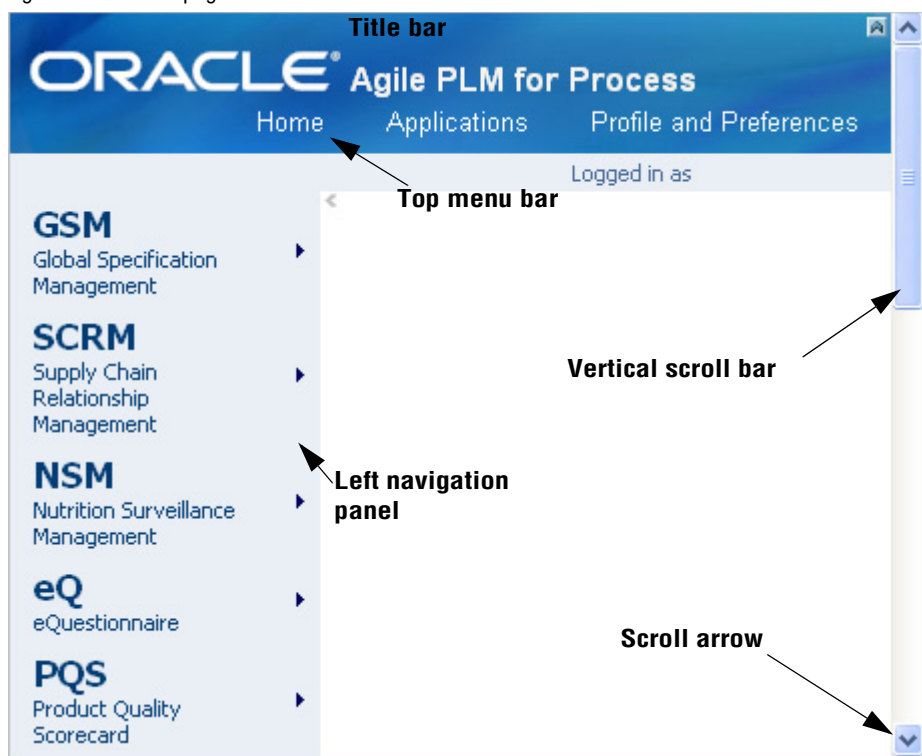 Title bar
ORACLE® Agile PLM for Process
Home Applications Profile and Preferences
Logged in as
Top menu bar
GSM
Global Specification
Management
SCRM
Supply Chain
Relationship
Management
Vertical scroll bar
NSM
Nutrition Surveillance
Management
Left navigation
panel
eQ
eQuestionnaire
Scroll arrow
PQS
Product Quality
Scorecard